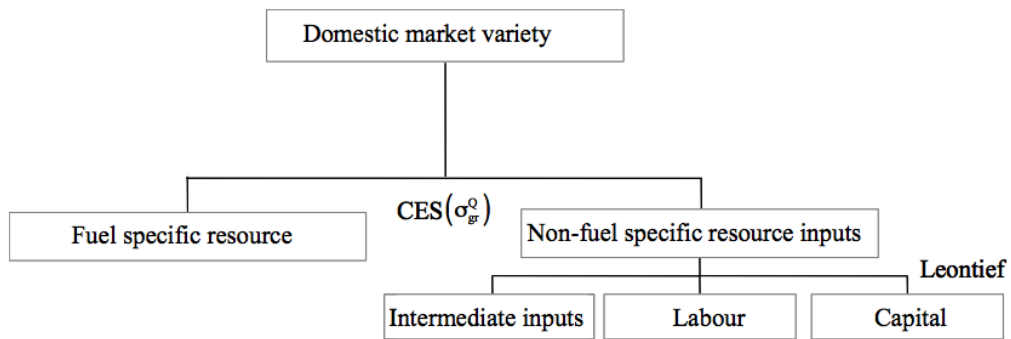 Domestic market variety
CES(σ^Q_gr)
Fuel specific resource
Non-fuel specific resource inputs
Leontief
Intermediate inputs
Labour
Capital